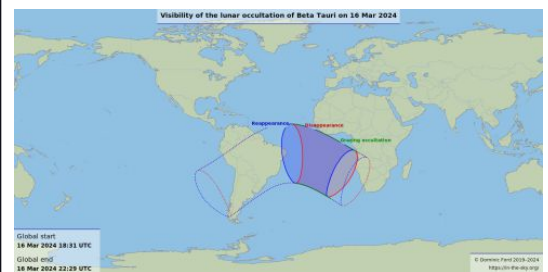 Visibility of the lunar occultation of Beta Tauri on 16 Mar 2024
Reappearance
Disappearance
Grazing occultation
Global start
16 Mar 2024 18:31 UTC
Global end
16 Mar 2024 22:29 UTC
© Dominic Ford 2019–2024
https://in-the-sky.org/